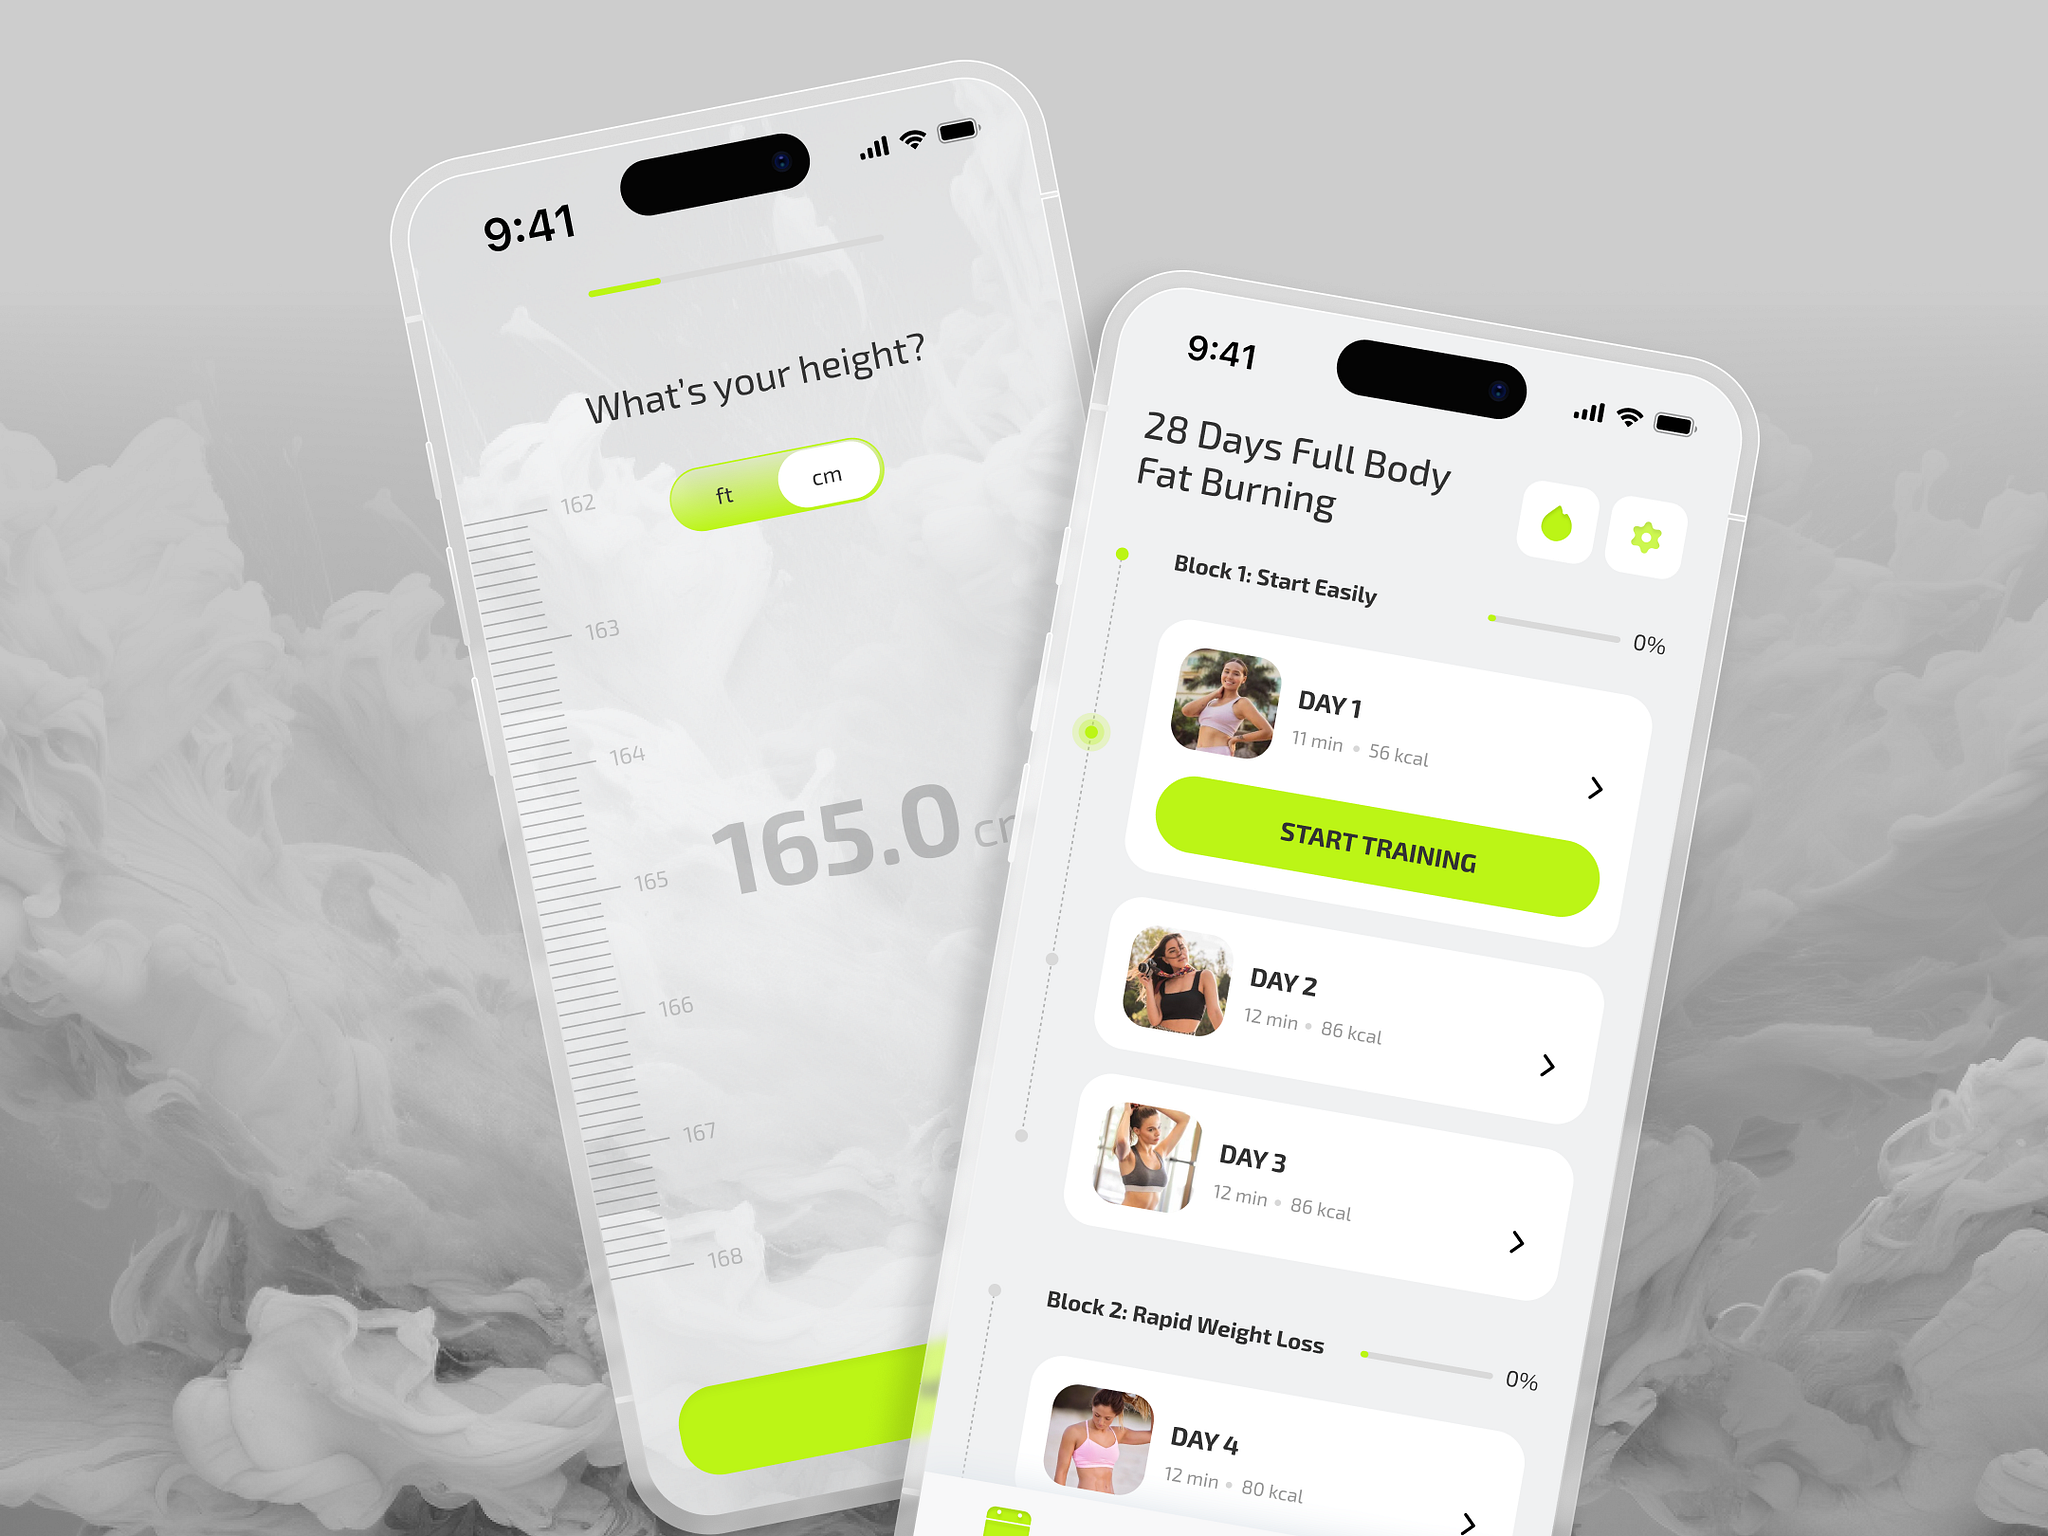 9:41
What's your height?
ft
cm
162
163
164
165
166
167
168
165.0
9:41
28 Days Full Body
Fat Burning
Block 1: Start Easily
0%
DAY 1
11 min • 56 kcal
START TRAINING
DAY 2
12 min • 86 kcal
DAY 3
12 min • 86 kcal
Block 2: Rapid Weight Loss
0%
DAY 4
12 min • 80 kcal